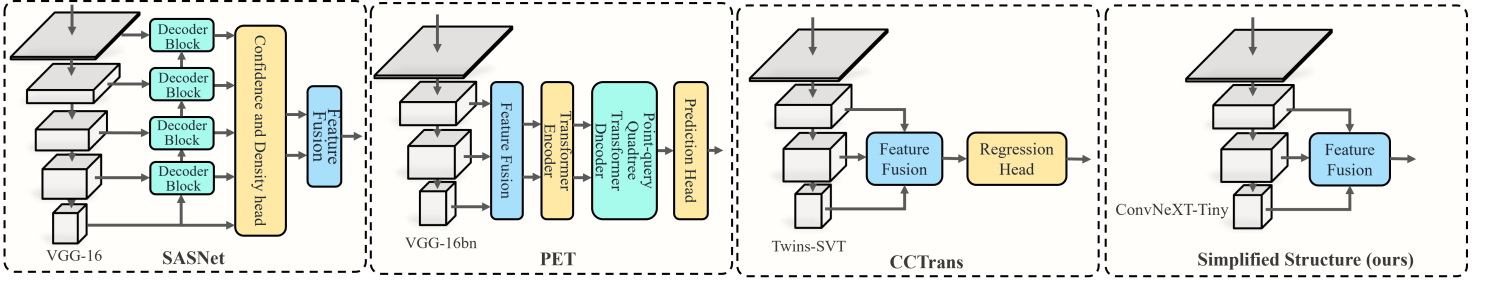 Decoder
Block
Decoder
Block
Decoder
Block
Decoder
Block
Confidence and Density head
Feature
Fusion
VGG-16
SASNet
Feature Fusion
Transformer
Encoder
Point-query
Quadtree
Transformer
Dncoder
Prediction Head
VGG-16bn
PET
Feature
Fusion
Regression
Head
Twins-SVT
CCTrans
Feature
Fusion
ConvNeXT-Tiny
Simplified Structure (ours)